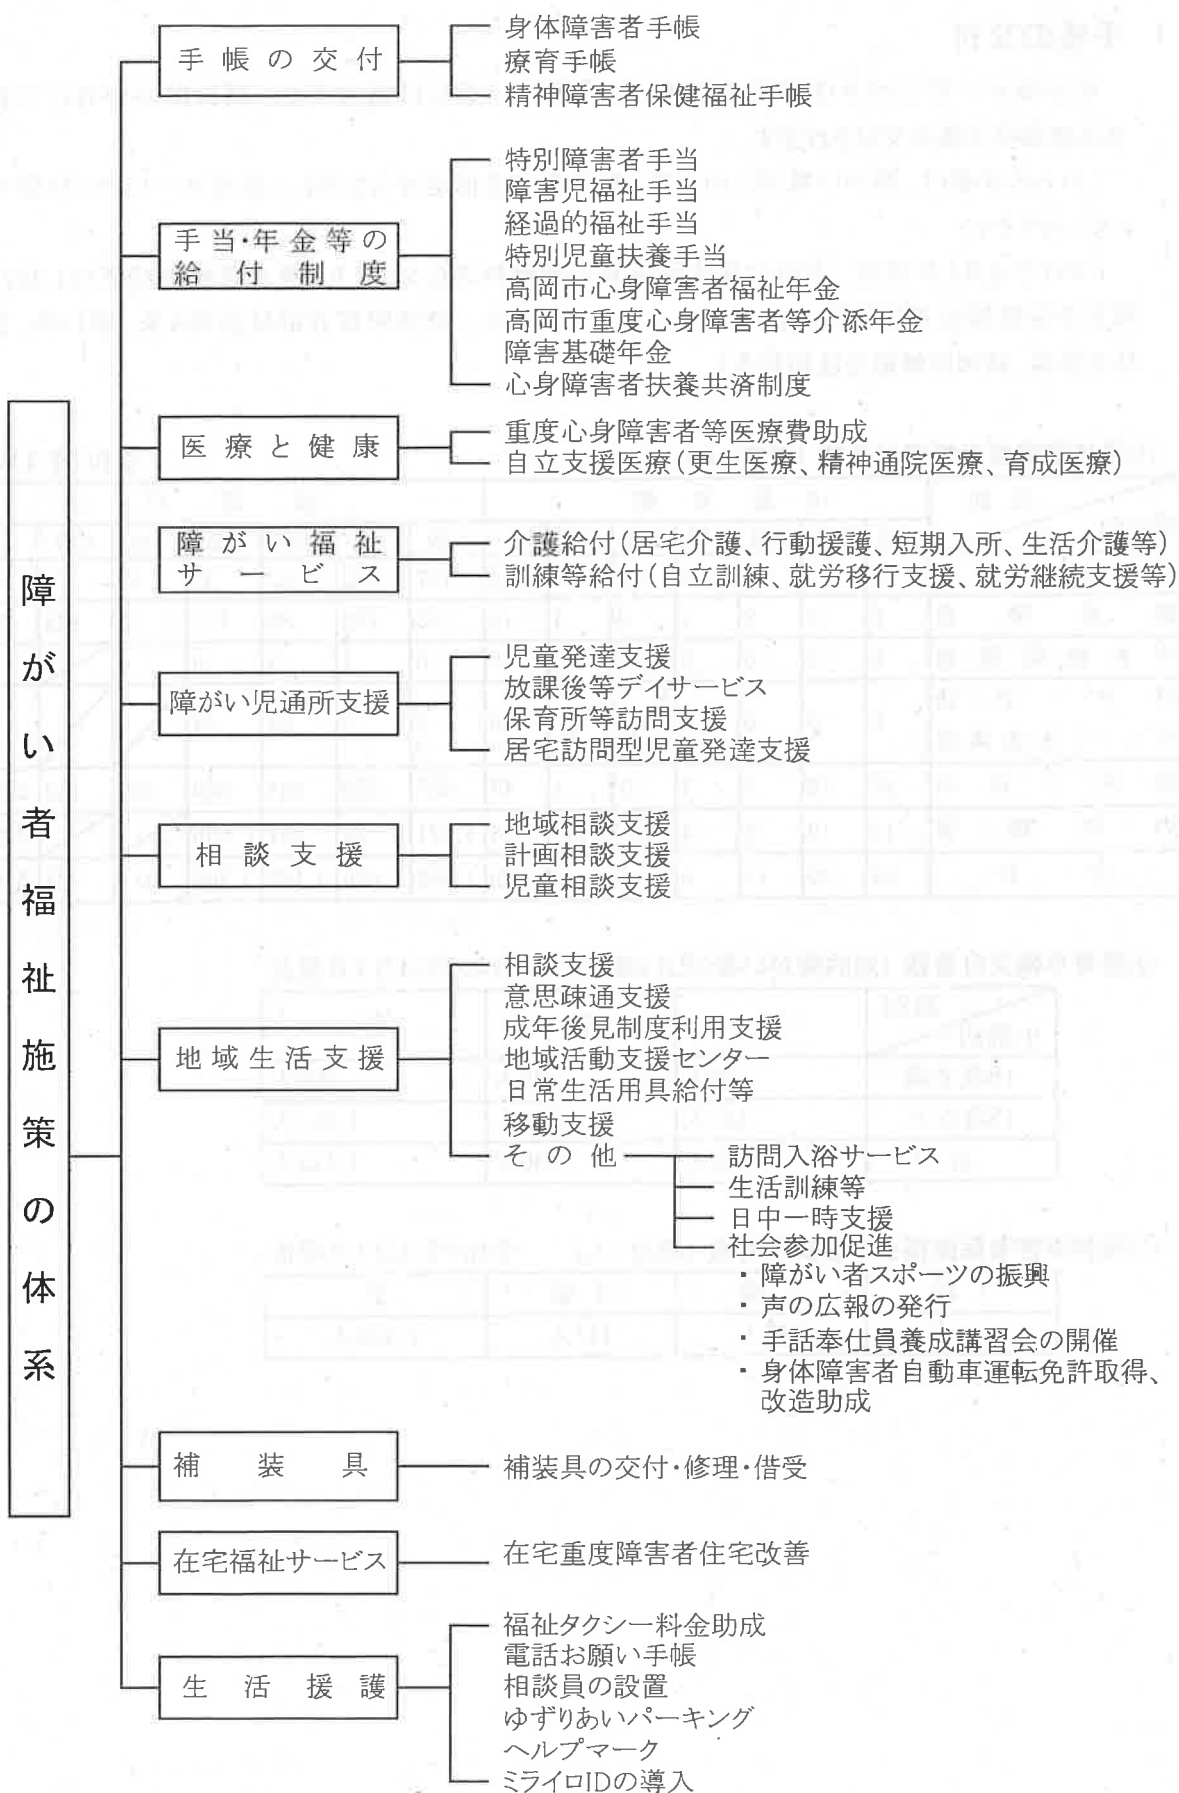 障がい者福祉施策の体系
手帳の交付
身体障害者手帳
療育手帳
精神障害者保健福祉手帳
手当・年金等の
給付制度
特別障害者手当
障害児福祉手当
経過的福祉手当
特別児童扶養手当
高岡市心身障害者福祉年金
高岡市重度心身障害者等介添年金
障害基礎年金
心身障害者扶養共済制度
医療と健康
重度心身障害者等医療費助成
自立支援医療(更生医療、精神通院医療、育成医療)
障がい福祉
サービス
介護給付(居宅介護、行動援護、短期入所、生活介護等)
訓練等給付(自立訓練、就労移行支援、就労継続支援等)
障がい児通所支援
児童発達支援
放課後等デイサービス
保育所等訪問支援
居宅訪問型児童発達支援
相談支援
地域相談支援
計画相談支援
児童相談支援
地域生活支援
相談支援
意思疎通支援
成年後見制度利用支援
地域活動支援センター
日常生活用具給付等
移動支援
その他
訪問入浴サービス
生活訓練等
日中一時支援
社会参加促進
・障がい者スポーツの振興
・声の広報の発行
・手話奉仕員養成講習会の開催
・身体障害者自動車運転免許取得、
改造助成
補装具
補装具の交付・修理・借受
在宅福祉サービス
在宅重度障害者住宅改善
生活援護
福祉タクシー料金助成
電話お願い手帳
相談員の設置
ゆずりあいパーキング
ヘルプマーク
ミライロIDの導入